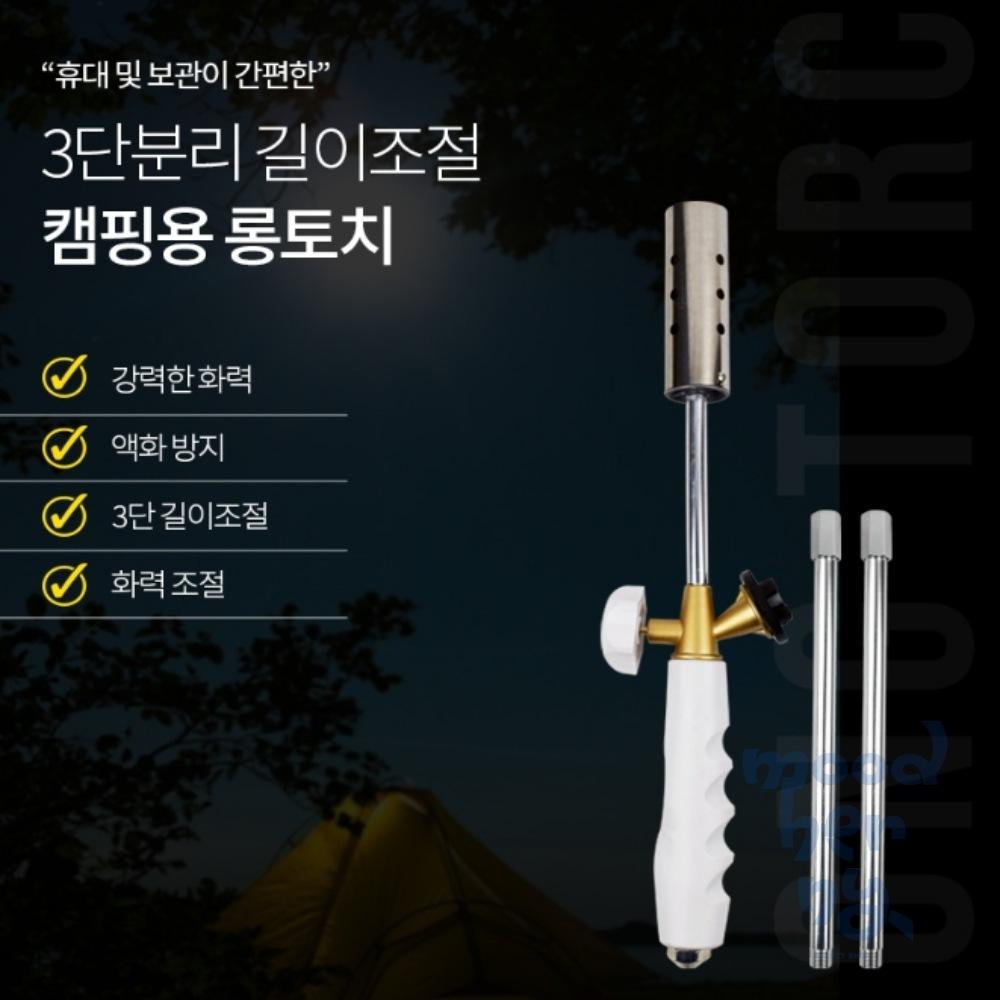 “휴대 및 보관이 간편한”
3단분리 길이조절
캠핑용 롱토치
강력한 화력
액화 방지
3단 길이조절
화력 조절
mood